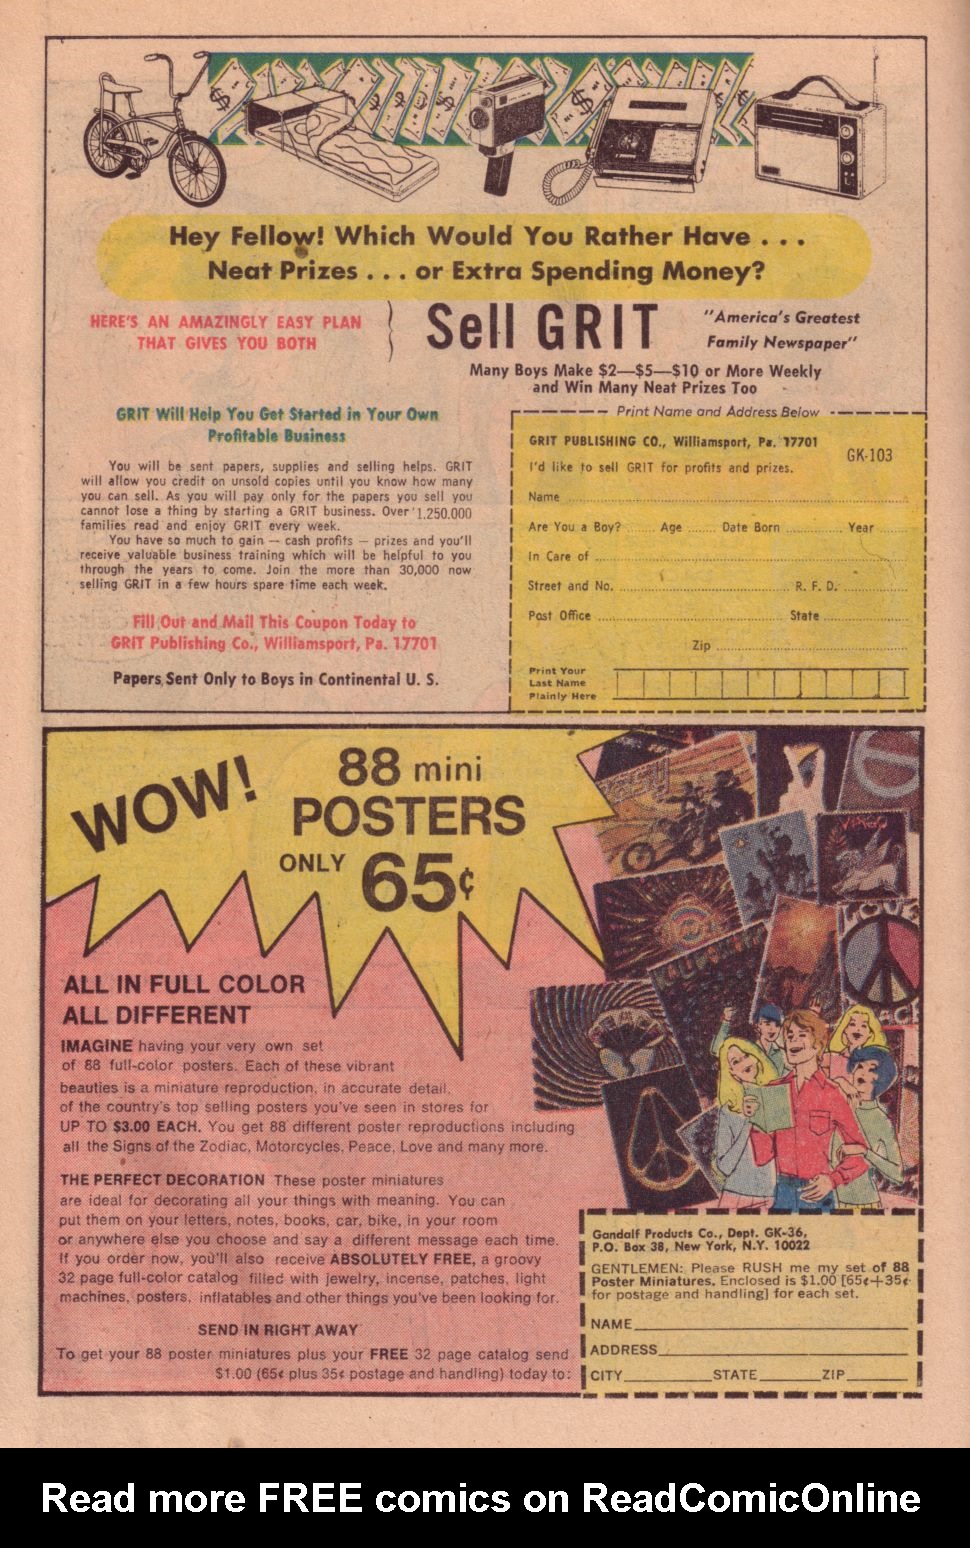 Hey Fellow! Which Would You Rather Have . . .
Neat Prizes . . . or Extra Spending Money?
HERE'S AN AMAZINGLY EASY PLAN
THAT GIVES YOU BOTH
Sell GRIT
"America's Greatest
Family Newspaper"
Many Boys Make $2—$5—$10 or More Weekly
and Win Many Neat Prizes Too
GRIT Will Help You Get Started in Your Own
Profitable Business
You will be sent papers, supplies and selling helps. GRIT
will allow you credit on unsold copies until you know how many
you can sell. As you will pay only for the papers you sell you
cannot lose a thing by starting a GRIT business. Over 1,250,000
families read and enjoy GRIT every week.
You have so much to gain — cash profits — prizes and you'll
receive valuable business training which will be helpful to you
through the years to come. Join the more than 30,000 now
selling GRIT in a few hours spare time each week.
Fill Out and Mail This Coupon Today to
GRIT Publishing Co., Williamsport, Pa. 17701
Papers Sent Only to Boys in Continental U. S.
Print Name and Address Below
GRIT PUBLISHING CO., Williamsport, Pa. 17701
GK-103
I'd like to sell GRIT for profits and prizes.
Name
Are You a Boy? Age Date Born Year
In Care of
Street and No. R. F. D.
Post Office State
Zip
Print Your
Last Name
Plainly Here
WOW!
88 mini
POSTERS
ONLY 65¢
VIRGO
LOVE
PEACE
ALL IN FULL COLOR
ALL DIFFERENT
IMAGINE having your very own set
of 88 full-color posters. Each of these vibrant
beauties is a miniature reproduction, in accurate detail,
of the country's top selling posters you've seen in stores for
UP TO $3.00 EACH. You get 88 different poster reproductions including
all the Signs of the Zodiac, Motorcycles, Peace, Love and many more.
THE PERFECT DECORATION These poster miniatures
are ideal for decorating all your things with meaning. You can
put them on your letters, notes, books, car, bike, in your room
or anywhere else you choose and say a different message each time.
If you order now, you'll also receive ABSOLUTELY FREE, a groovy
32 page full-color catalog filled with jewelry, incense, patches, light
machines, posters, inflatables and other things you've been looking for.
SEND IN RIGHT AWAY
To get your 88 poster miniatures plus your FREE 32 page catalog send
$1.00 (65¢ plus 35¢ postage and handling) today to:
Gandalf Products Co., Dept. GK-36,
P.O. Box 38, New York, N.Y. 10022
GENTLEMEN: Please RUSH me my set of 88
Poster Miniatures. Enclosed is $1.00 [65¢+35¢
for postage and handling] for each set.
NAME
ADDRESS
CITY STATE ZIP
Read more FREE comics on ReadComicOnline